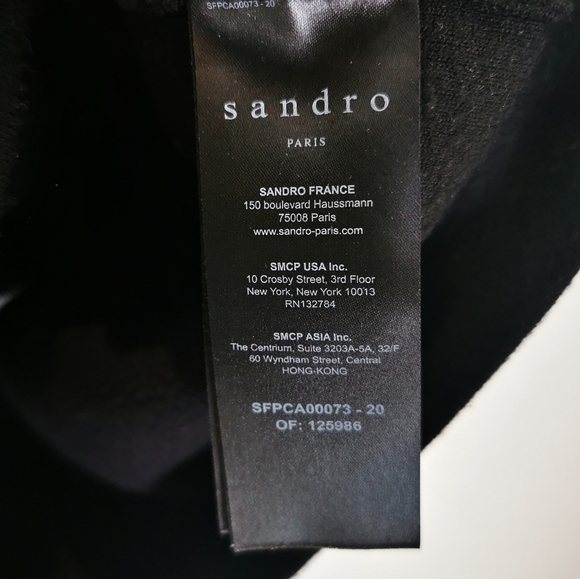 SFPCA00073 - 20
sandro
PARIS
SANDRO FRANCE
150 boulevard Haussmann
75008 Paris
www.sandro-paris.com
SMCP USA Inc.
10 Crosby Street, 3rd Floor
New York, New York 10013
RN132784
SMCP ASIA Inc.
The Centrium, Suite 3203A-5A, 32/F
60 Wyndham Street, Central
HONG-KONG
SFPCA00073 - 20
OF: 125986